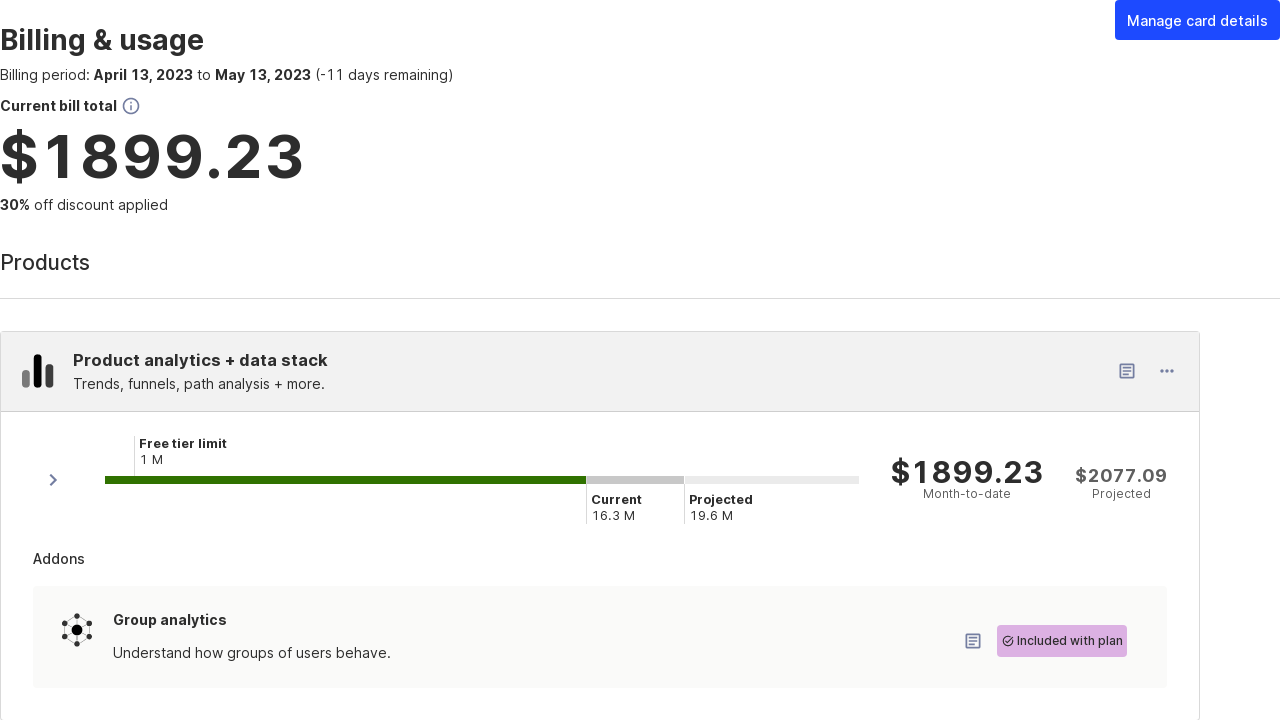 Manage card details
Billing & usage
Billing period: April 13, 2023 to May 13, 2023 (-11 days remaining)
Current bill total
$1899.23
30% off discount applied
Products
Product analytics + data stack
Trends, funnels, path analysis + more.
Free tier limit
1 M
Current
16.3 M
Projected
19.6 M
$1899.23
Month-to-date
$2077.09
Projected
Addons
Group analytics
Understand how groups of users behave.
Included with plan